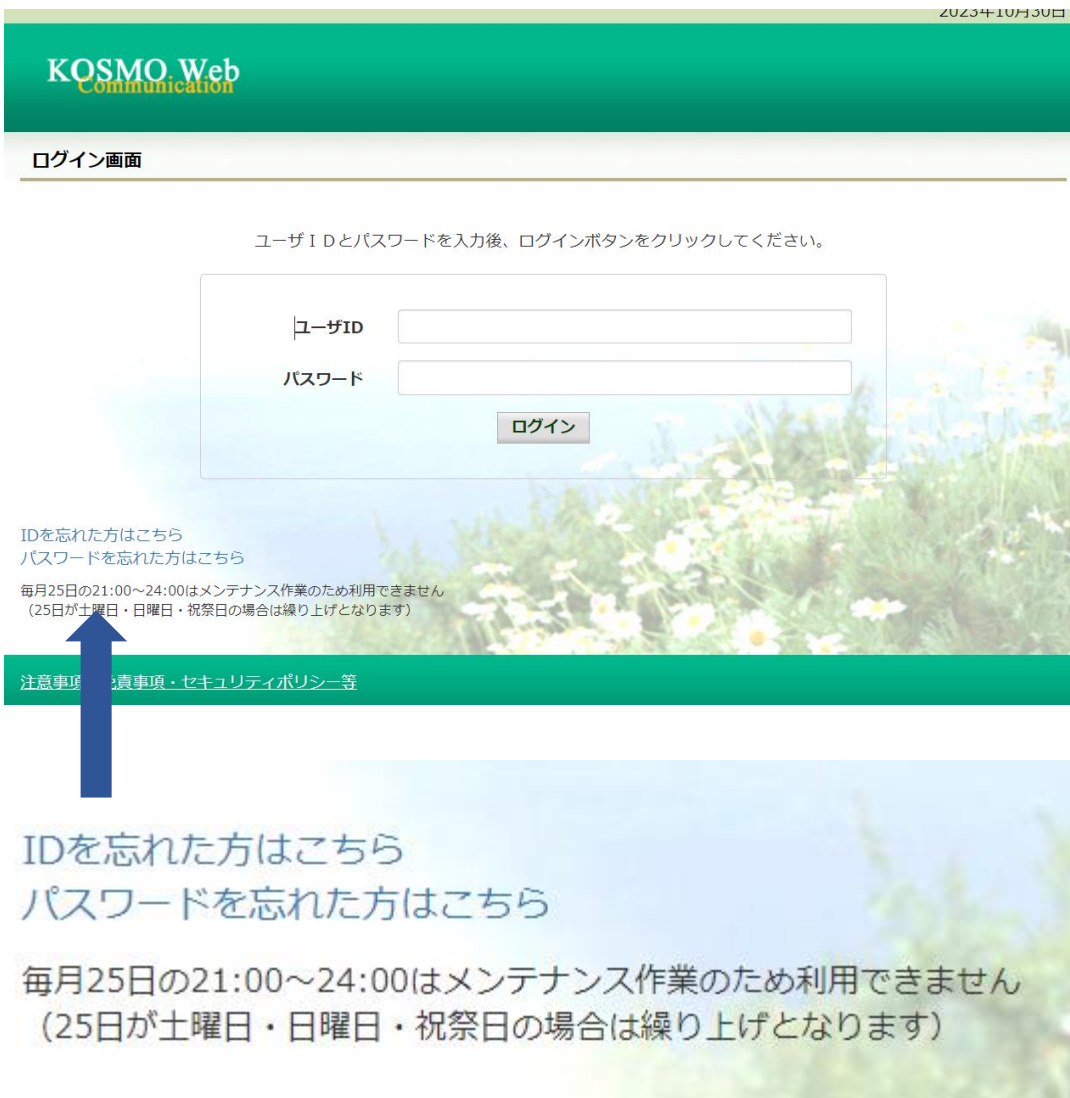 2023年10月30日
KOSMO Web
Communication
ログイン画面
ユーザＩＤとパスワードを入力後、ログインボタンをクリックしてください。
ユーザID
パスワード
ログイン
IDを忘れた方はこちら
パスワードを忘れた方はこちら
毎月25日の21:00～24:00はメンテナンス作業のため利用できません
（25日が土曜日・日曜日・祝祭日の場合は繰り上げとなります）
注意事項 責事項・セキュリティポリシー等
IDを忘れた方はこちら
パスワードを忘れた方はこちら
毎月25日の21:00～24:00はメンテナンス作業のため利用できません
（25日が土曜日・日曜日・祝祭日の場合は繰り上げとなります）